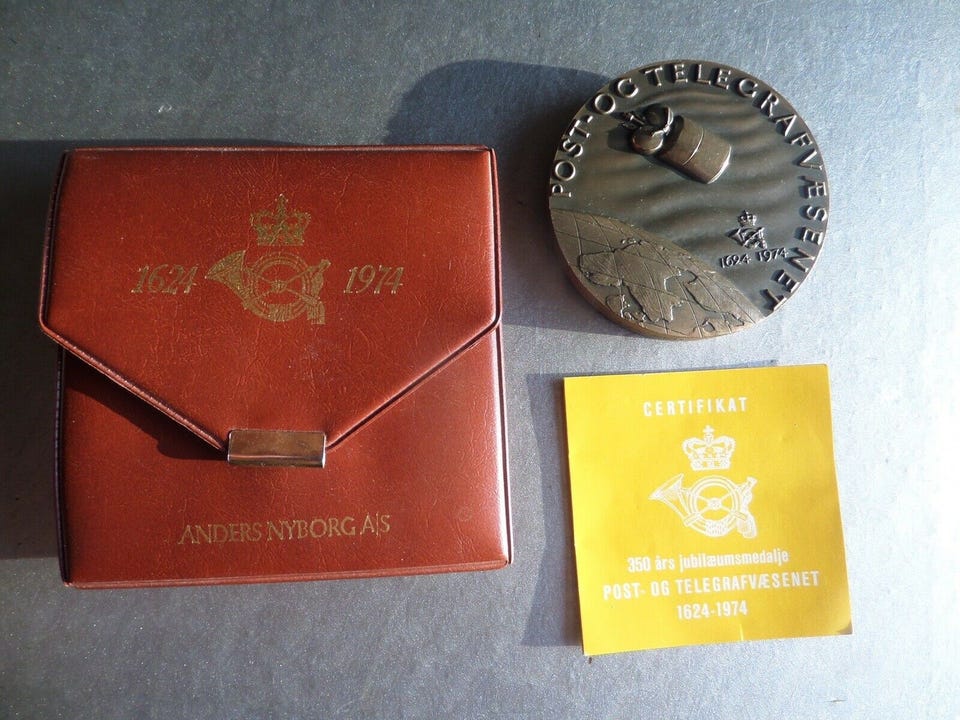 1624 1974
ANDERS NYBORG A|S
POST-OG TELEGRAFVÆSENET
1624 1974
CERTIFIKAT
350 års jubilæumsmedalje
POST- OG TELEGRAFVÆSENET
1624-1974